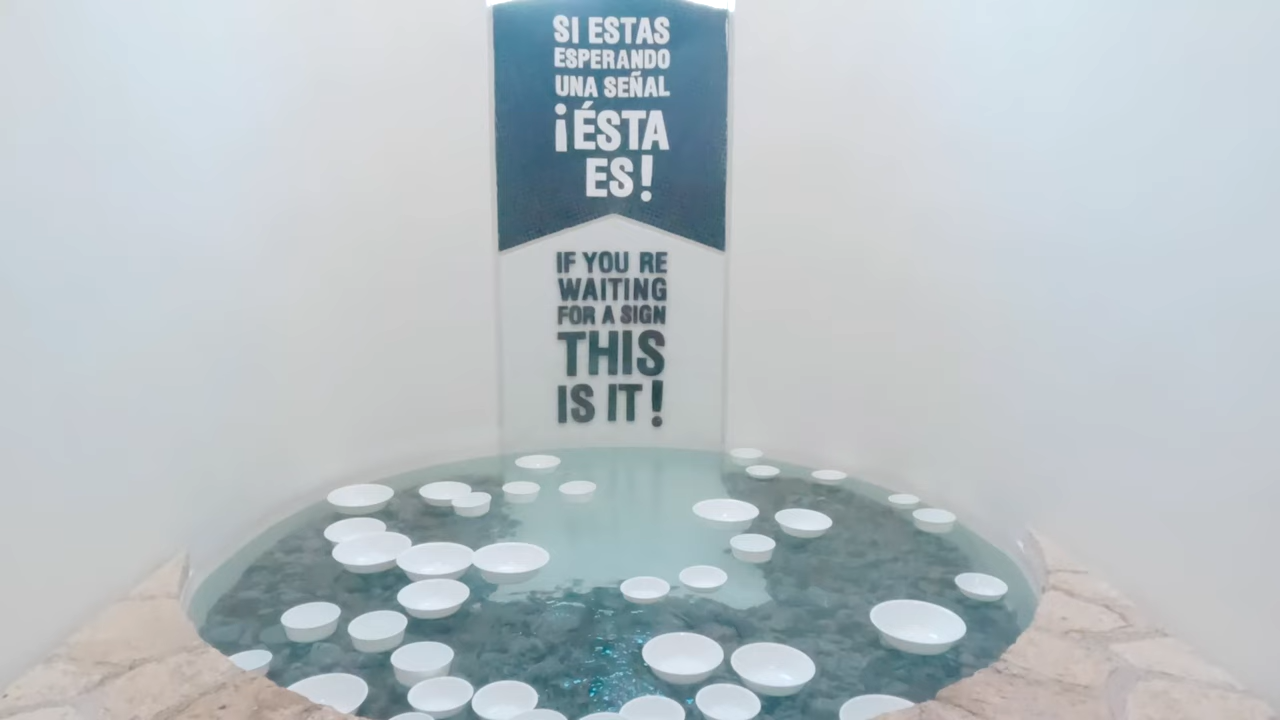 SI ESTAS
ESPERANDO
UNA SEÑAL
¡ÉSTA
ES!
IF YOU RE
WAITING
FOR A SIGN
THIS
IS IT!